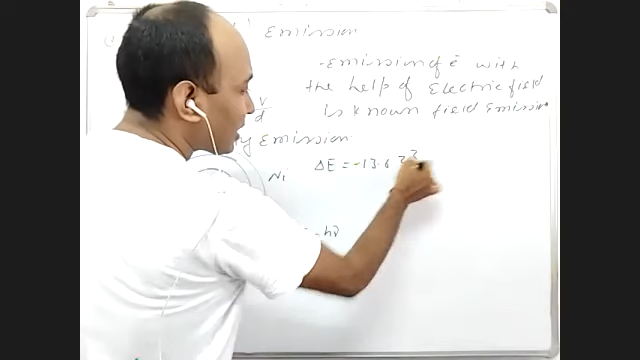 Emission
- Emission of e⁻ with
the help of Electric field
V/d
is known field Emission
y Emission
N₁ ΔE = -13.6 Z²
- hν